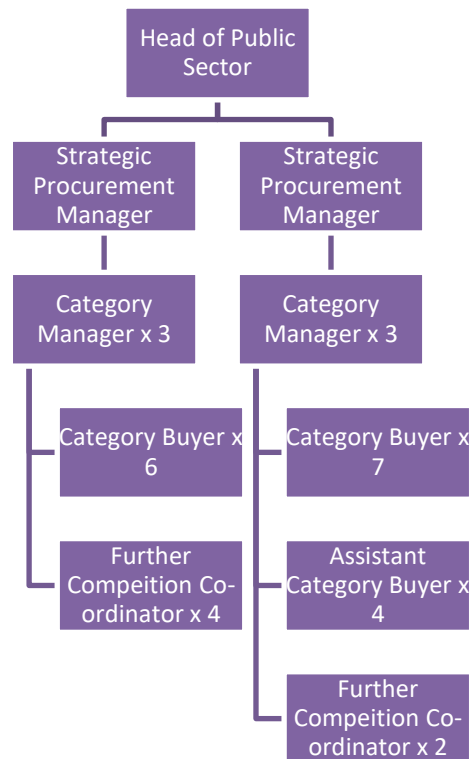 Head of Public
Sector
Strategic
Procurement
Manager
Strategic
Procurement
Manager
Category
Manager x 3
Category
Manager x 3
Category Buyer x
6
Category Buyer x
7
Further
Compeition Co-
ordinator x 4
Assistant
Category Buyer x
4
Further
Compeition Co-
ordinator x 2